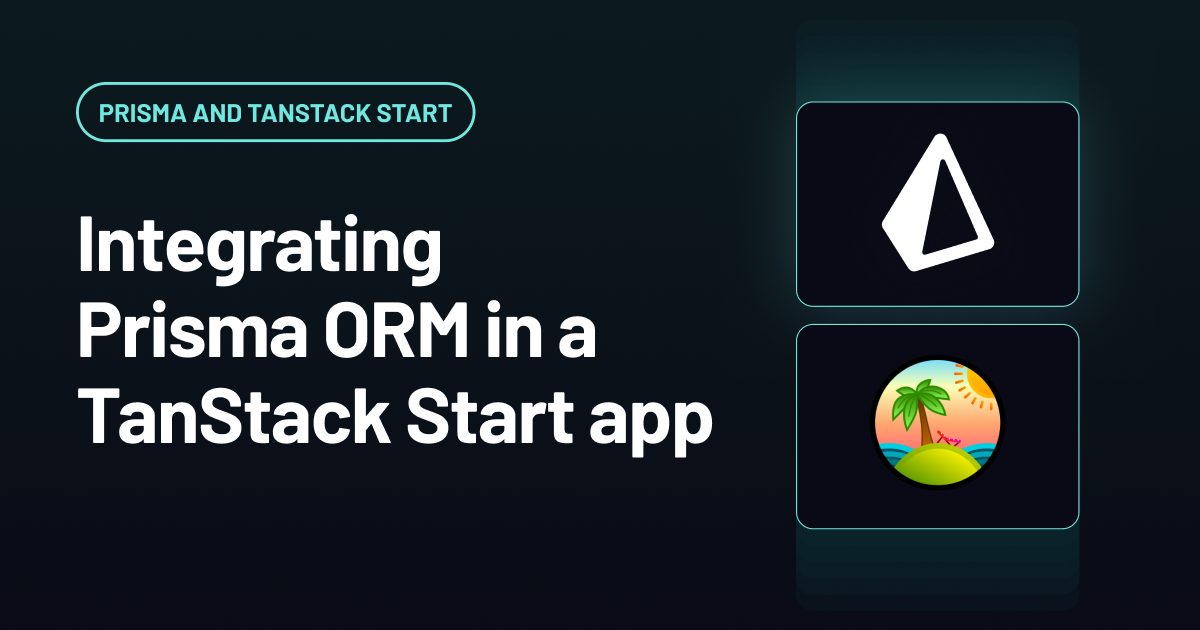 PRISMA AND TANSTACK START
Integrating
Prisma ORM in a
TanStack Start app